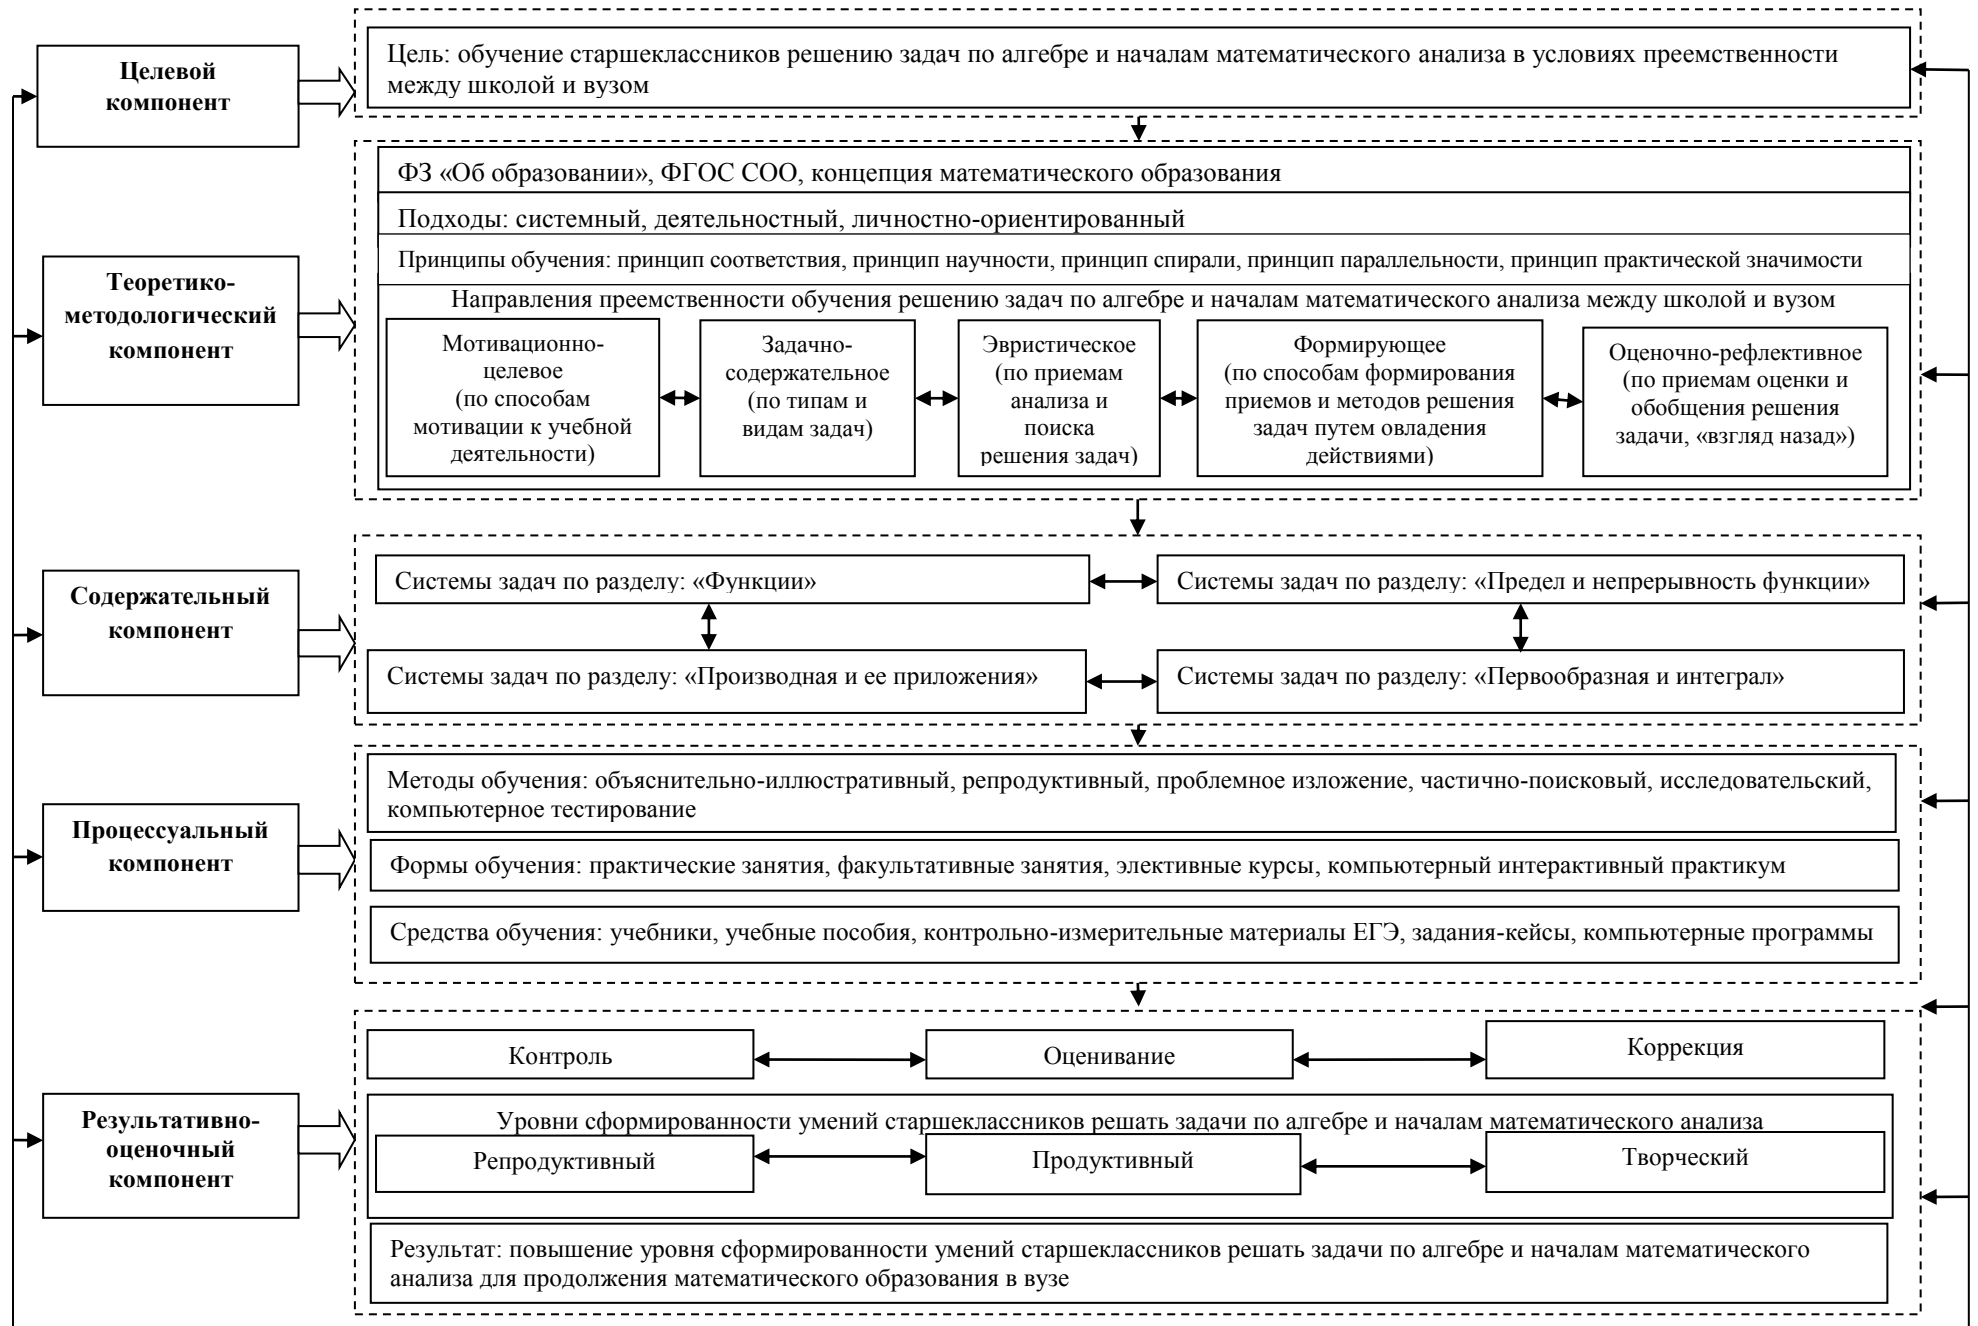 Целевой
компонент
Цель: обучение старшеклассников решению задач по алгебре и началам математического анализа в условиях преемственности
между школой и вузом
Теоретико-
методологический
компонент
ФЗ «Об образовании», ФГОС СОО, концепция математического образования
Подходы: системный, деятельностный, личностно-ориентированный
Принципы обучения: принцип соответствия, принцип научности, принцип спирали, принцип параллельности, принцип практической значимости
Направления преемственности обучения решению задач по алгебре и началам математического анализа между школой и вузом
Мотивационно-
целевое
(по способам
мотивации к учебной
деятельности)
Задачно-
содержательное
(по типам и
видам задач)
Эвристическое
(по приемам
анализа и
поиска
решения задач)
Формирующее
(по способам формирования
приемов и методов решения
задач путем овладения
действиями)
Оценочно-рефлективное
(по приемам оценки и
обобщения решения
задачи, «взгляд назад»)
Содержательный
компонент
Системы задач по разделу: «Функции»
Системы задач по разделу: «Предел и непрерывность функции»
Системы задач по разделу: «Производная и ее приложения»
Системы задач по разделу: «Первообразная и интеграл»
Процессуальный
компонент
Методы обучения: объяснительно-иллюстративный, репродуктивный, проблемное изложение, частично-поисковый, исследовательский,
компьютерное тестирование
Формы обучения: практические занятия, факультативные занятия, элективные курсы, компьютерный интерактивный практикум
Средства обучения: учебники, учебные пособия, контрольно-измерительные материалы ЕГЭ, задания-кейсы, компьютерные программы
Результативно-
оценочный
компонент
Контроль
Оценивание
Коррекция
Уровни сформированности умений старшеклассников решать задачи по алгебре и началам математического анализа
Репродуктивный
Продуктивный
Творческий
Результат: повышение уровня сформированности умений старшеклассников решать задачи по алгебре и началам математического
анализа для продолжения математического образования в вузе